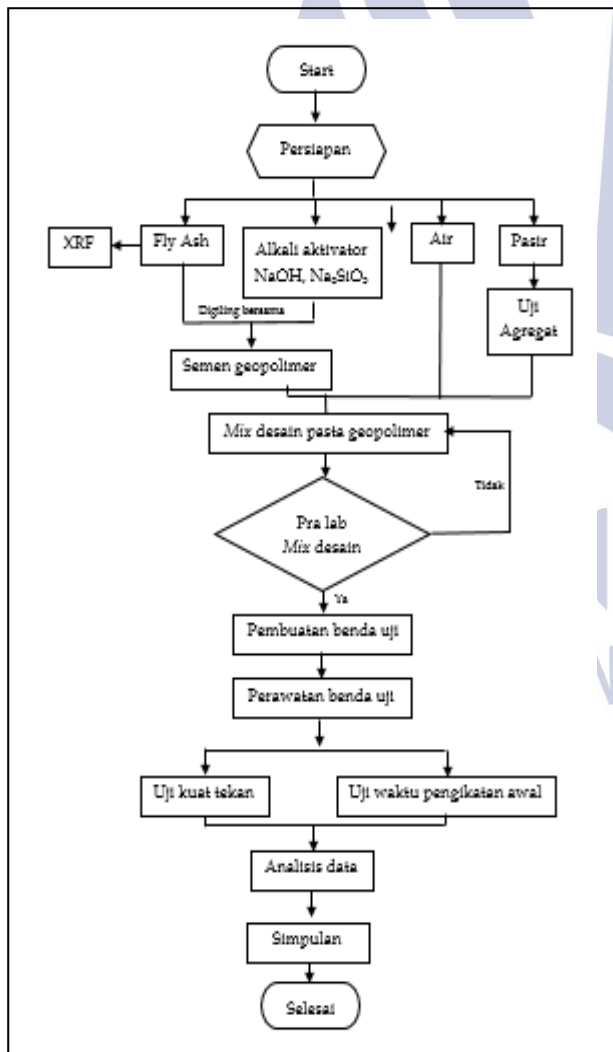 Start
Persiapan
XRF
Fly Ash
Alkali aktivator
NaOH, Na₂SiO₃
Air
Pasir
Digiling bersama
Uji
Agregat
Semen geopolimer
Mix desain pasta geopolimer
Tidak
Pra lab
Mix desain
Ya
Pembuatan benda uji
Perawatan benda uji
Uji kuat tekan
Uji waktu pengikatan awal
Analisis data
Simpulan
Selesai